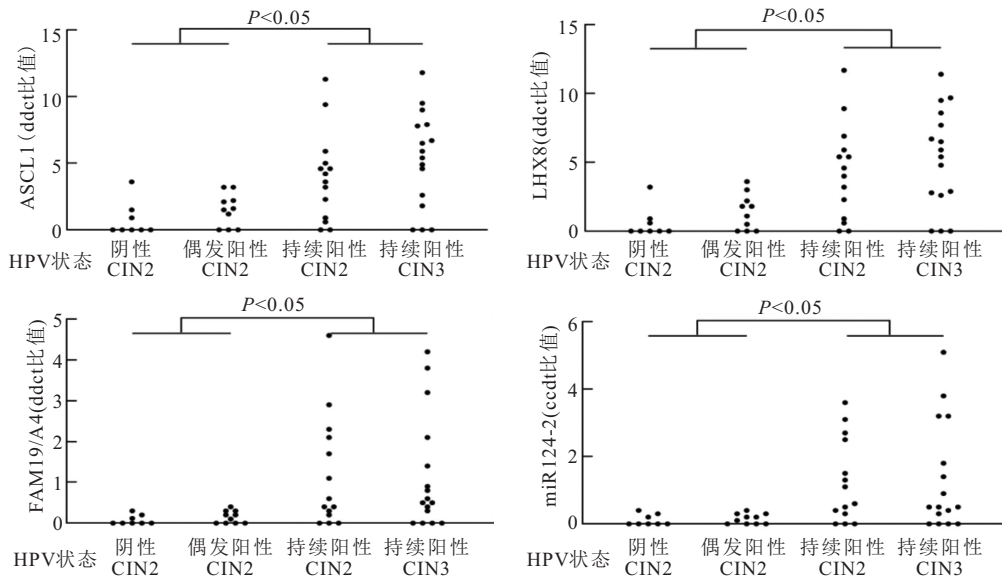 P<0.05
15
10
5
0
ASCL1(ddct比值)
HPV状态
阴性 偶发阳性 持续阳性 持续阳性
CIN2 CIN2 CIN2 CIN3
P<0.05
15
10
5
0
LHX8(ddct比值)
HPV状态
阴性 偶发阳性 持续阳性 持续阳性
CIN2 CIN2 CIN2 CIN3
P<0.05
5
4
3
2
1
0
FAM19/A4(ddct比值)
HPV状态
阴性 偶发阳性 持续阳性 持续阳性
CIN2 CIN2 CIN2 CIN3
P<0.05
6
4
2
0
miR124-2(ccdt比值)
HPV状态
阴性 偶发阳性 持续阳性 持续阳性
CIN2 CIN2 CIN2 CIN3